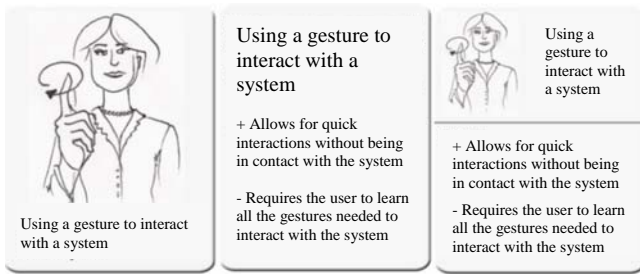 Using a gesture to interact
with a system
Using a gesture to
interact with a
system
+ Allows for quick
interactions without being
in contact with the system
- Requires the user to learn
all the gestures needed to
interact with the system
Using a
gesture to
interact with
a system
+ Allows for quick
interactions without being
in contact with the system
- Requires the user to learn
all the gestures needed to
interact with the system